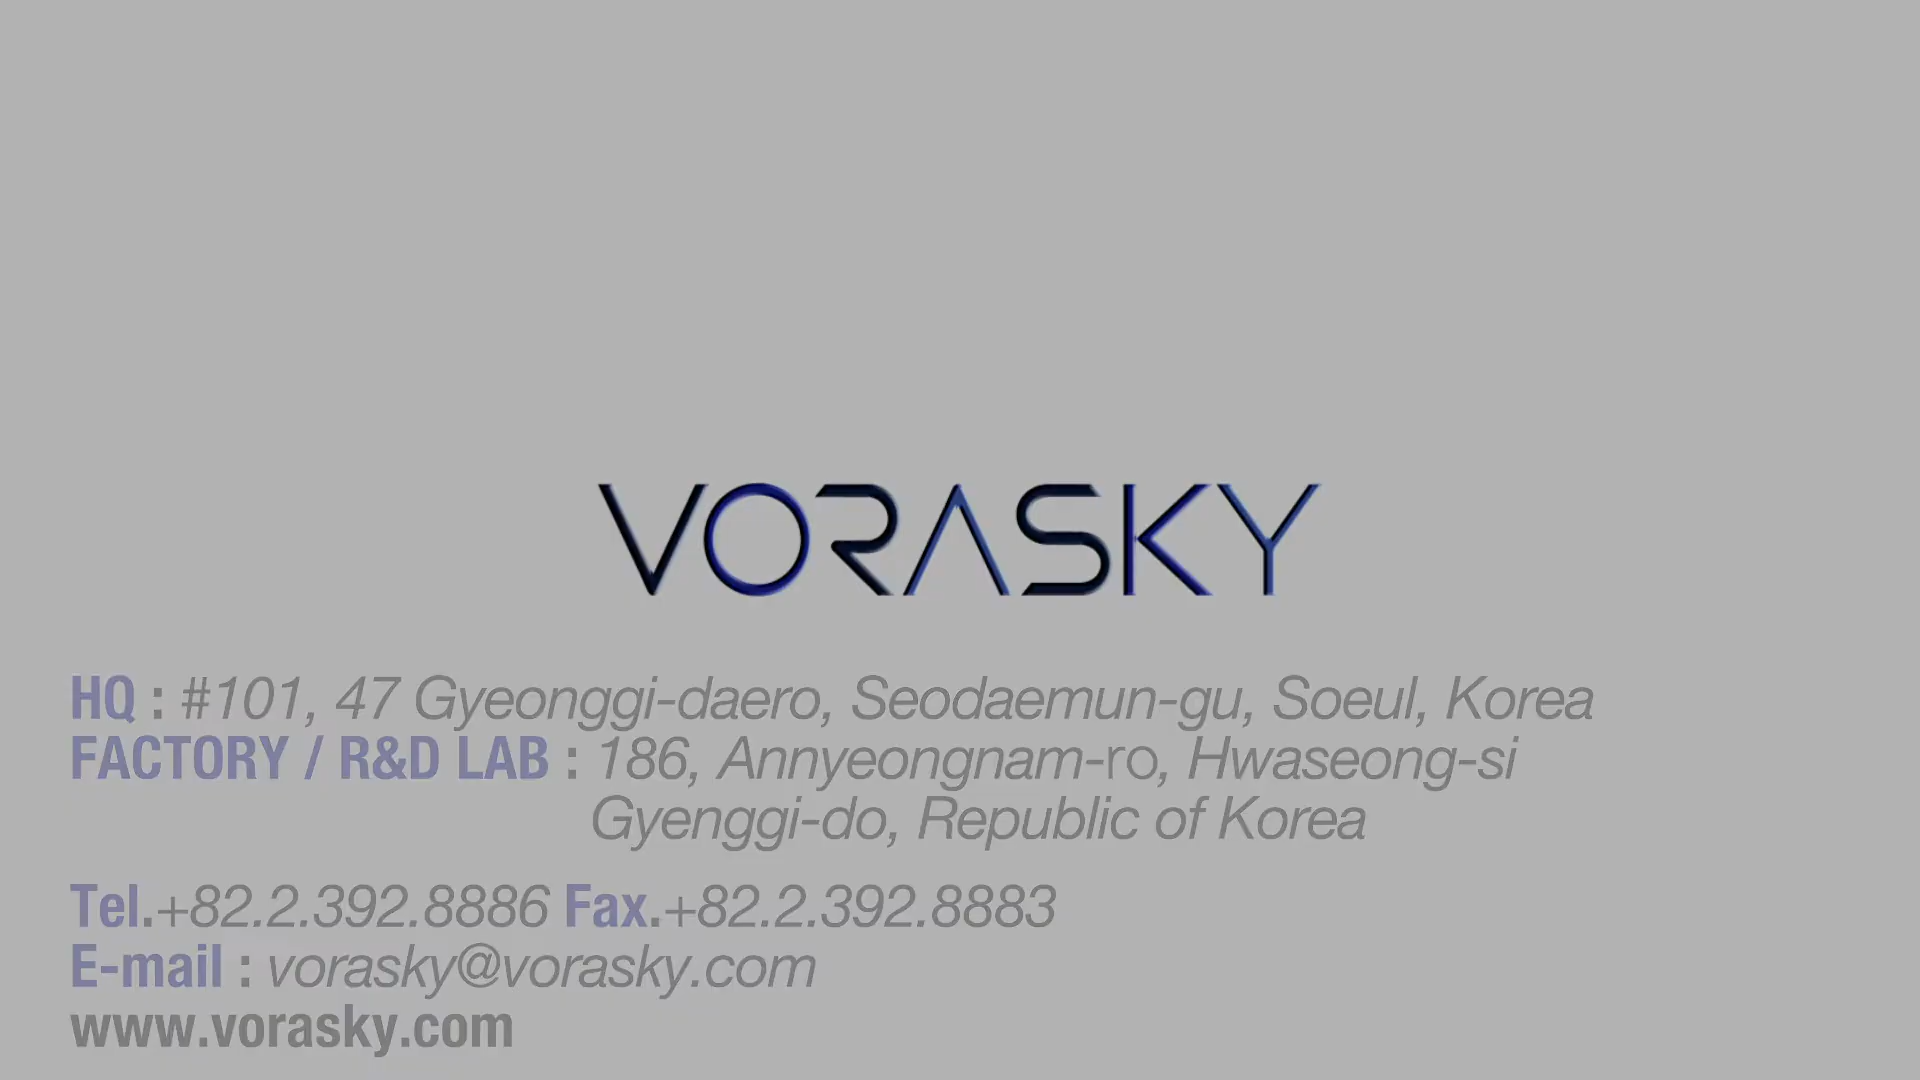 VORASKY
HQ : #101, 47 Gyeonggi-daero, Seodaemun-gu, Soeul, Korea
FACTORY / R&D LAB : 186, Annyeongnam-ro, Hwaseong-si
Gyenggi-do, Republic of Korea
Tel.+82.2.392.8886 Fax.+82.2.392.8883
E-mail : vorasky@vorasky.com
www.vorasky.com